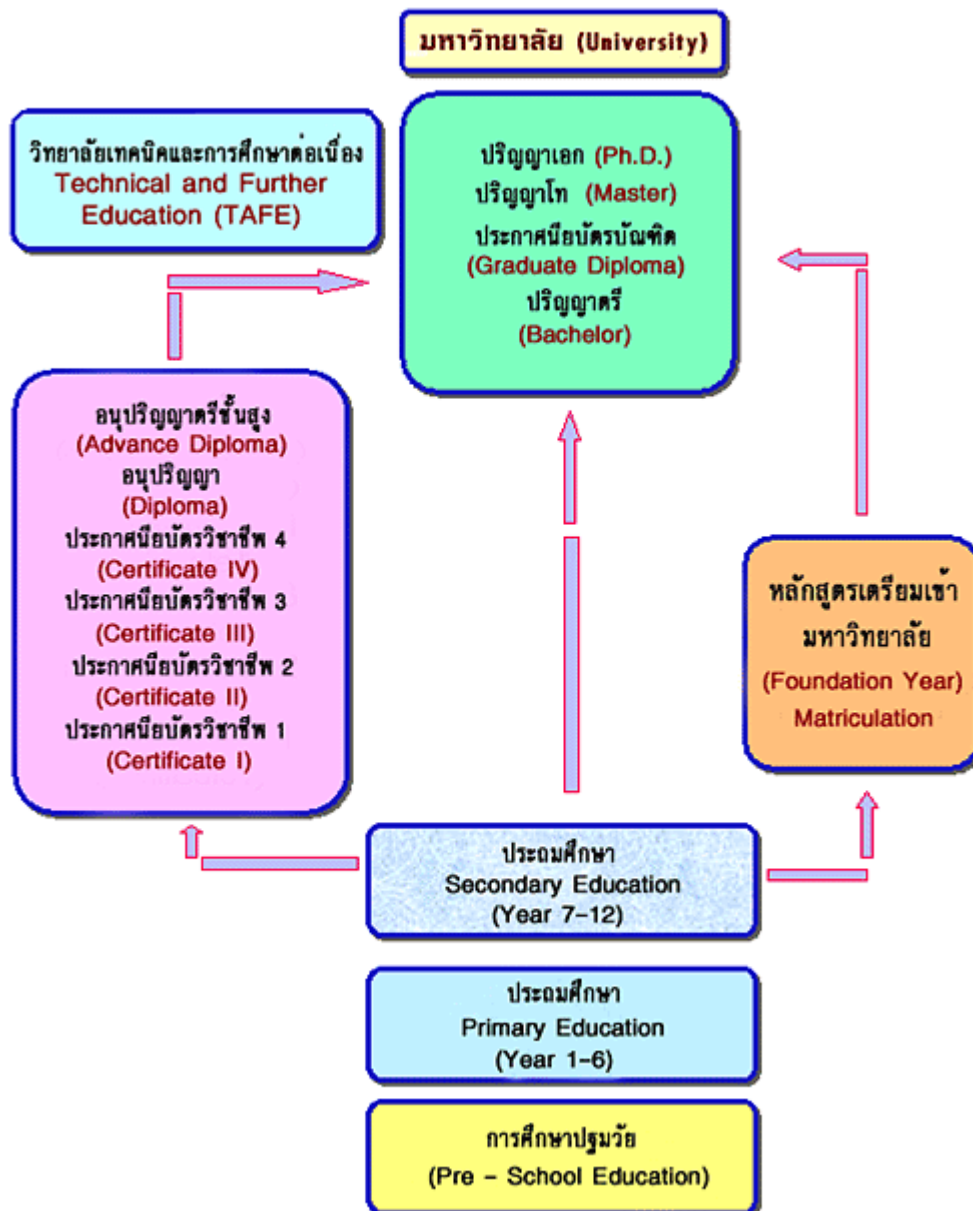 มหาวิทยาลัย (University)
วิทยาลัยเทคนิคและการศึกษาต่อเนื่อง
Technical and Further
Education (TAFE)
ปริญญาเอก (Ph.D.)
ปริญญาโท (Master)
ประกาศนียบัตรบัณฑิต
(Graduate Diploma)
ปริญญาตรี
(Bachelor)
อนุปริญญาตรีชั้นสูง
(Advance Diploma)
อนุปริญญา
(Diploma)
ประกาศนียบัตรวิชาชีพ 4
(Certificate IV)
ประกาศนียบัตรวิชาชีพ 3
(Certificate III)
ประกาศนียบัตรวิชาชีพ 2
(Certificate II)
ประกาศนียบัตรวิชาชีพ 1
(Certificate I)
หลักสูตรเตรียมเข้า
มหาวิทยาลัย
(Foundation Year)
Matriculation
ประถมศึกษา
Secondary Education
(Year 7-12)
ประถมศึกษา
Primary Education
(Year 1-6)
การศึกษาปฐมวัย
(Pre - School Education)